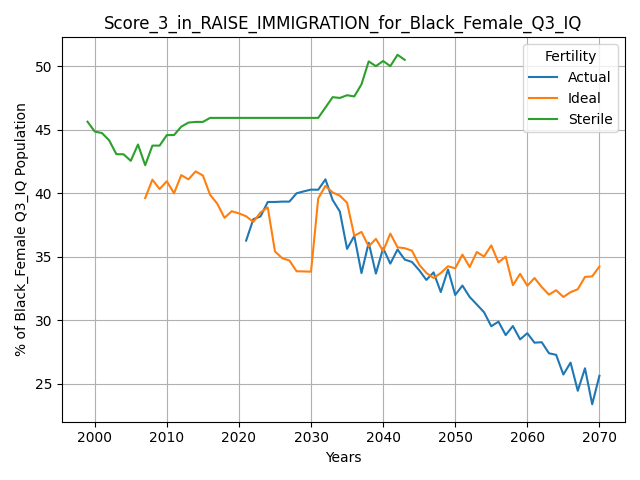 Score_3_in_RAISE_IMMIGRATION_for_Black_Female_Q3_IQ
% of Black_Female Q3_IQ Population
50
45
40
35
30
25
Fertility
Actual
Ideal
Sterile
2000 2010 2020 2030 2040 2050 2060 2070
Years